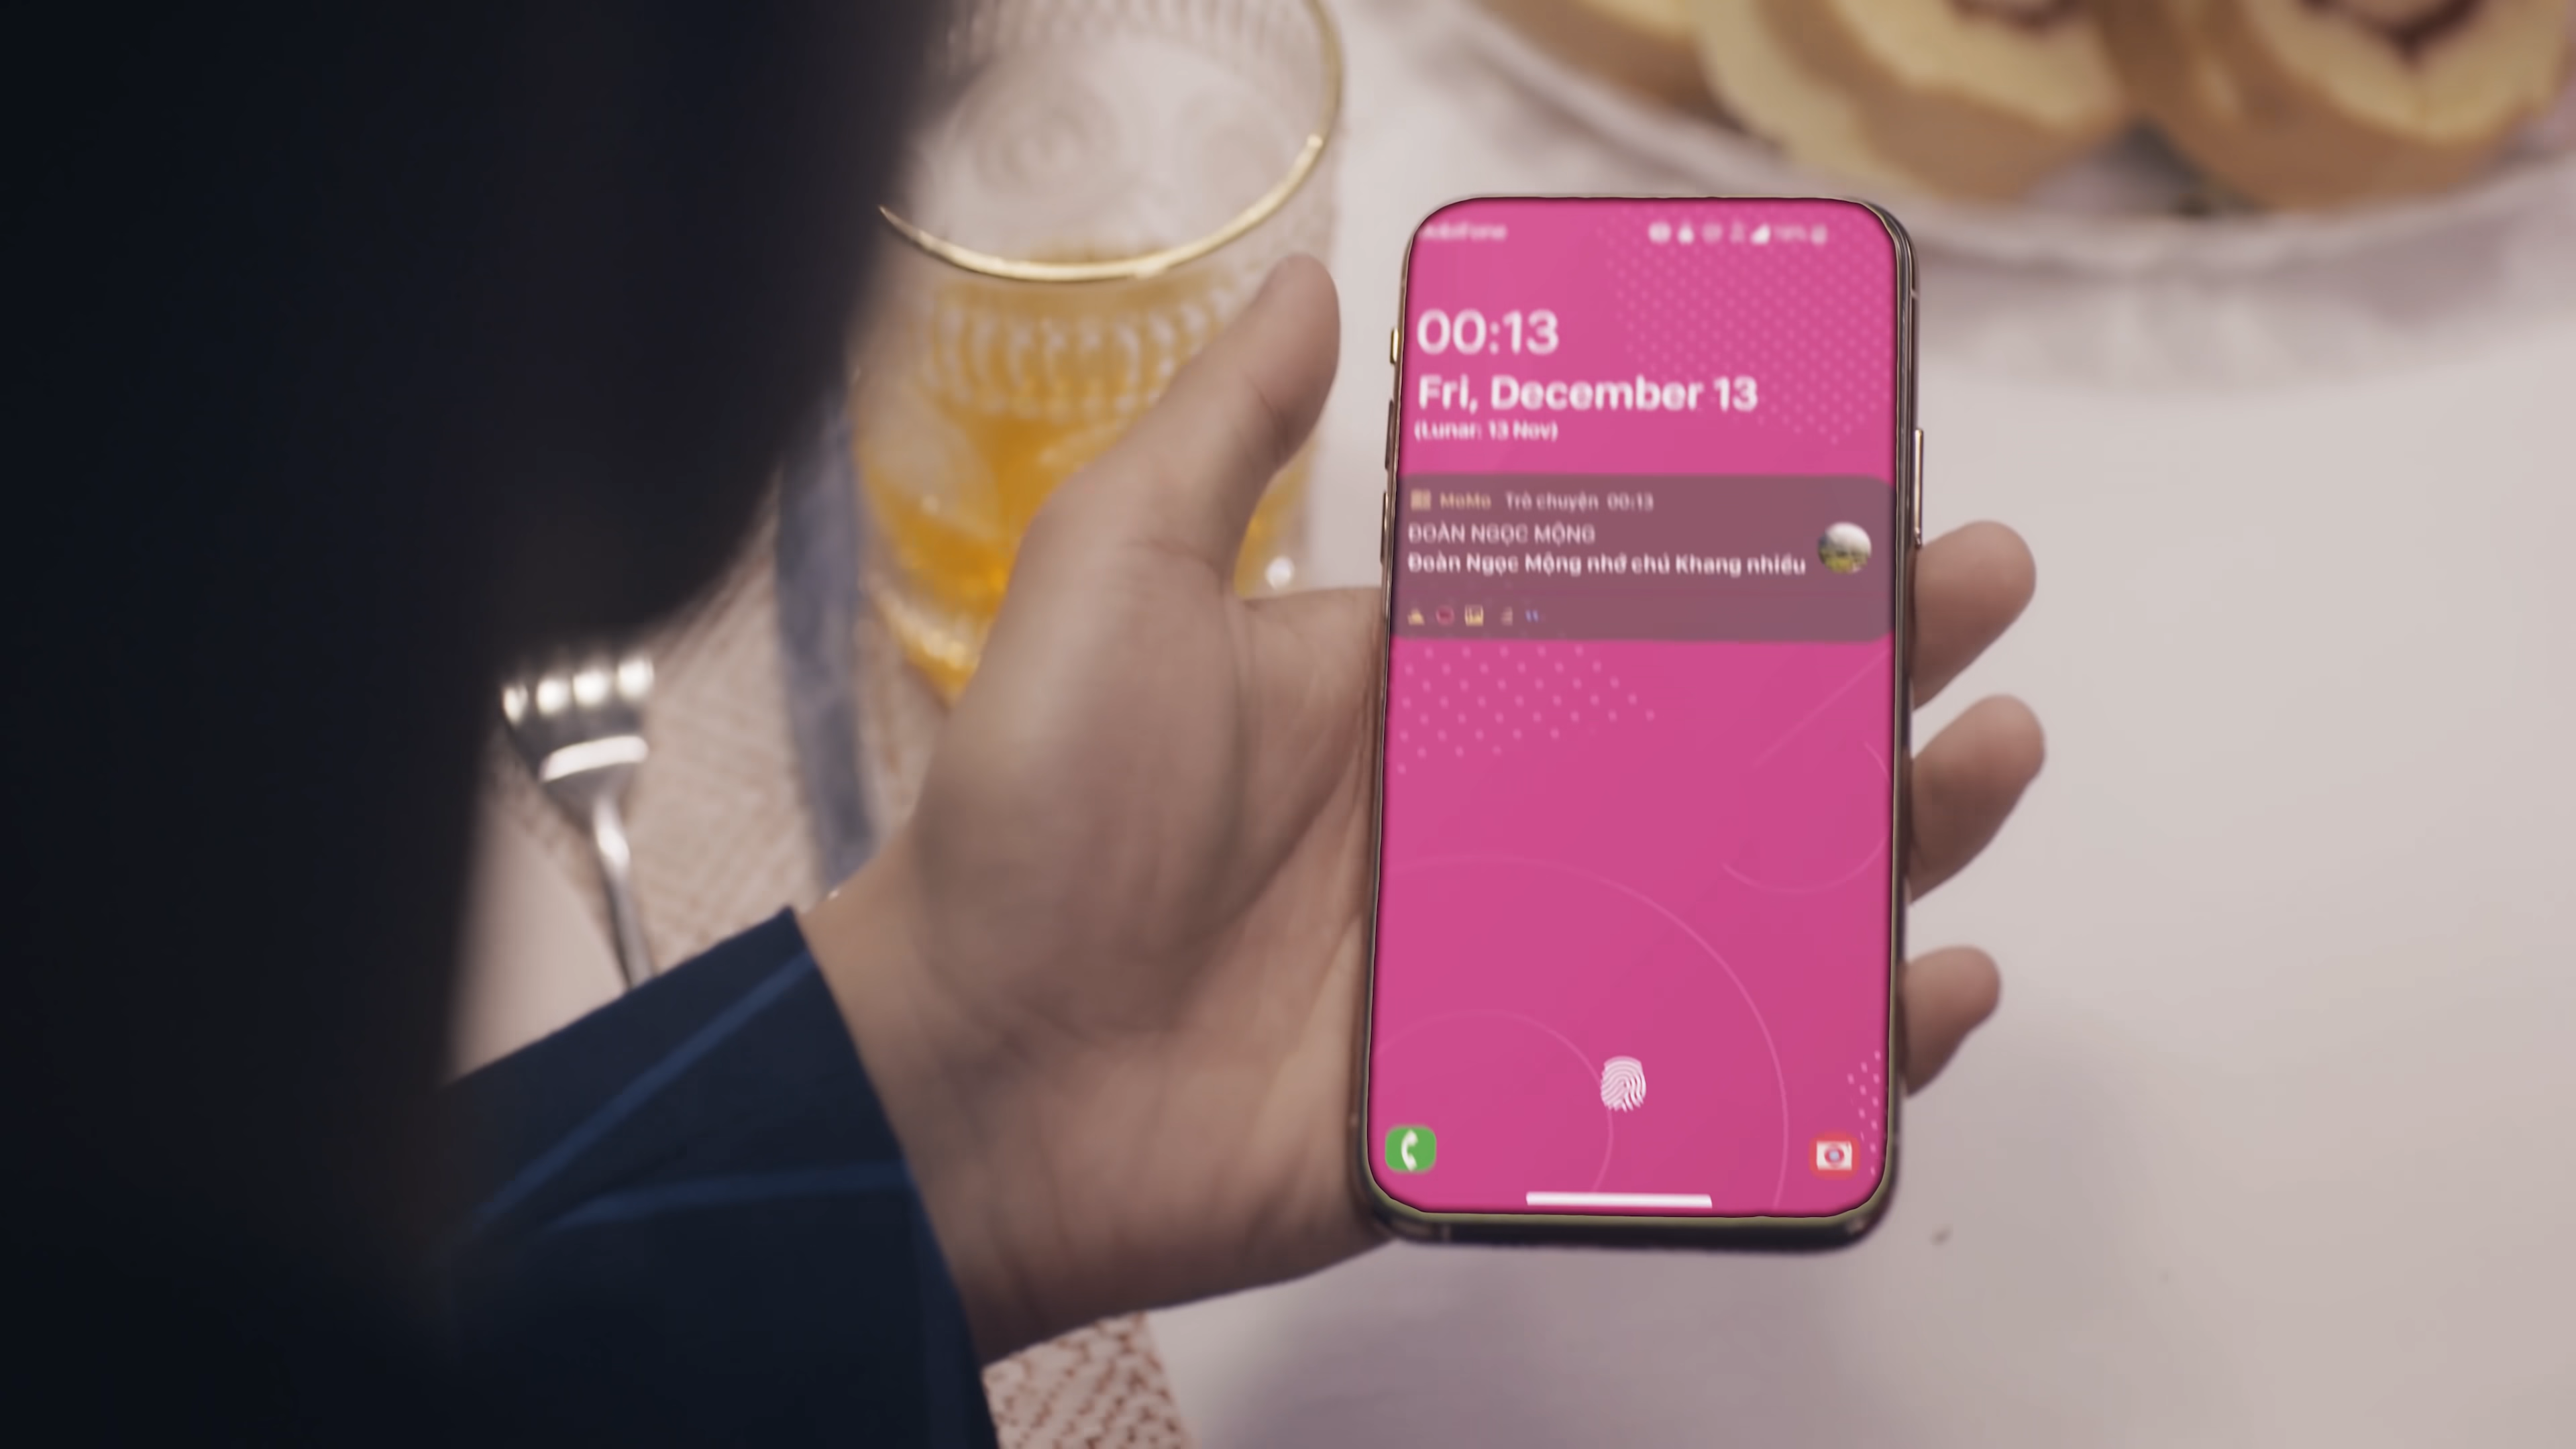 00:13
Fri, December 13
(Lunar: 13 Nov)
MoMo Trò chuyện 00:13
ĐOÀN NGỌC MỘNG
Đoàn Ngọc Mộng nhớ chú Khang nhiều